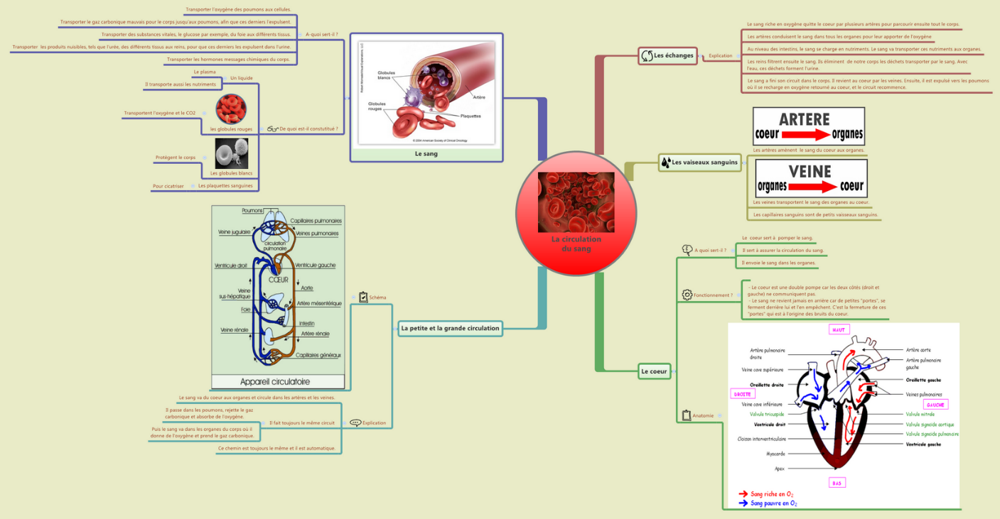 La circulation
du sang
Le sang
Robert Morreale/Visual Explanations, LLC
Globules
blancs
Globules
rouges
Artère
Plaquettes
© 2004 American Society of Clinical Oncology
A-quoi sert-il ?
Transporter l'oxygène des poumons aux cellules.
Transporter le gaz carbonique mauvais pour le corps jusqu'aux poumons, afin que ces derniers l'expulsent.
Transporter des substances vitales, le glucose par exemple, du foie aux différents tissus.
Transporter les produits nuisibles, tels que l'urée, des différents tissus aux reins, pour que ces derniers les expulsent dans l'urine.
Transporter les hormones messages chimiques du corps.
De quoi est-il constutitué ?
Un liquide
Le plasma
Il transporte aussi les nutriments
les globules rouges
Transportent l'oxygène et le CO2
Les globules blancs
Protègent le corps
Les plaquettes sanguines
Pour cicatriser
La petite et la grande circulation
Schéma
Poumons
Capillaires pulmonaires
Veine jugulaire
Veines pulmonaires
circulation
pulmonaire
Ventricule droit
Ventricule gauche
CŒUR
Aorte
Veine
sus-hépatique
Artère mésentérique
Foie
Intestin
Veine rénale
Artère rénale
Capillaires généraux
Appareil circulatoire
Explication
Le sang va du coeur aux organes et circule dans les artères et les veines.
Il fait toujours le même circuit
Il passe dans les poumons, rejette le gaz
carbonique et absorbe de l'oxygène.
Puis le sang va dans les organes du corps où il
donne de l'oxygène et prend le gaz carbonique.
Ce chemin est toujours le même et il est automatique.
Les échanges
Explication
Le sang riche en oxygène quitte le coeur par plusieurs artères pour parcourir ensuite tout le corps.
Les artères conduisent le sang dans tous les organes pour leur apporter de l'oxygène
Au niveau des intestins, le sang se charge en nutriments. Le sang va transporter ces nutriments aux organes.
Les reins filtrent ensuite le sang. Ils éliminent de notre corps les déchets transporter par le sang. Avec
l'eau, ces déchets forment l'urine.
Le sang a fini son circuit dans le corps. Il revient au coeur par les veines. Ensuite, il est expulsé vers les poumons
où il se recharge en oxygène retourné au coeur, et le circuit recommence.
Les vaiseaux sanguins
ARTERE
coeur organes
Les artères amènent le sang du coeur aux organes.
VEINE
organes coeur
Les veines transportent le sang des organes au coeur.
Les capillaires sanguins sont de petits vaisseaux sanguins.
Le coeur
A quoi sert-il ?
Le coeur sert à pomper le sang.
Il sert à assurer la circulation du sang.
Il envoie le sang dans les organes.
Fonctionnement ?
- Le coeur est une double pompe car les deux côtés (droit et
gauche) ne communiquent pas.
- Le sang ne revient jamais en arrière car de petites "portes", se
ferment derrière lui et l'en empêchent. C'est la fermeture de ces
"portes" qui est à l'origine des bruits du coeur.
Anatomie
HAUT
Artère pulmonaire
droite
Artère aorte
Artère pulmonaire
gauche
Veine cave supérieure
Oreillette gauche
Oreillette droite
DROITE
Veines pulmonaires
Veine cave inférieure
GAUCHE
Valvule tricuspide
Valvule mitrale
Ventricule droit
Valvule sigmoide aortique
Valvule sigmoide pulmonaire
Cloison interventriculaire
Ventricule gauche
Myocarde
Apex
BAS
Sang riche en O2
Sang pauvre en O2